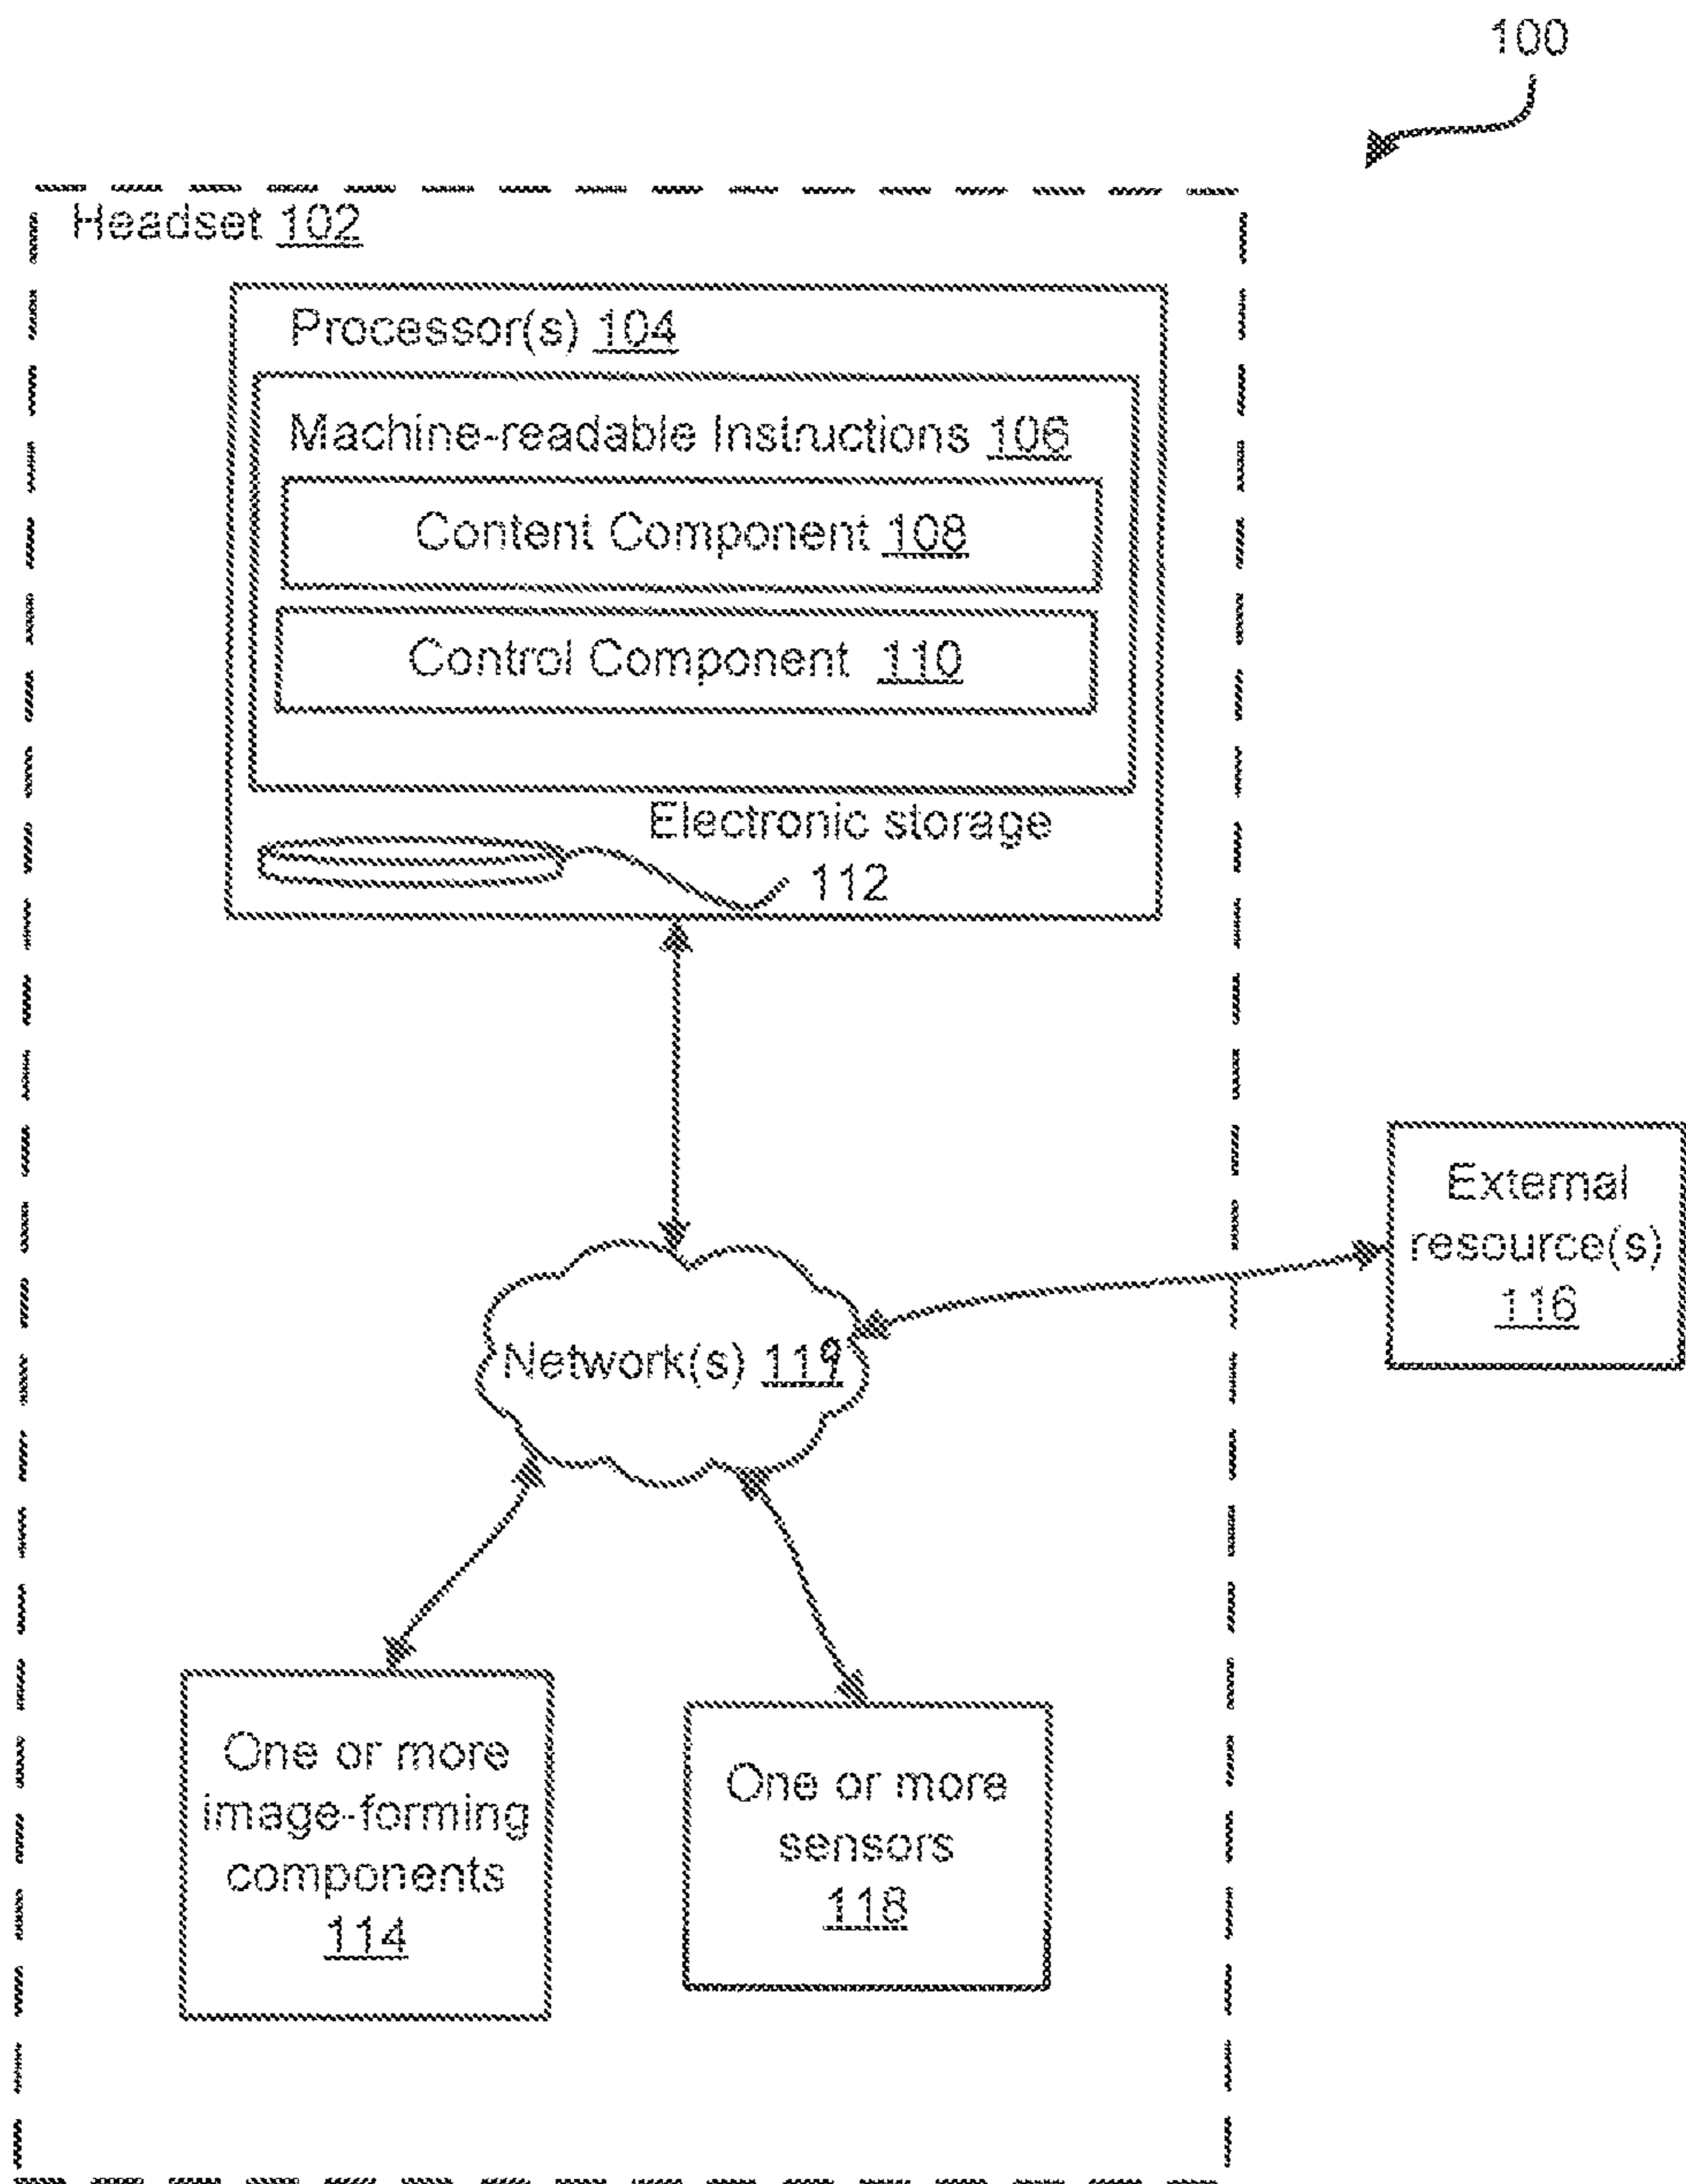 100
Headset 102
Processor(s) 104
Machine-readable Instructions 106
Content Component 108
Control Component 110
Electronic storage
112
External
resource(s)
116
Network(s) 119
One or more
image-forming
components
114
One or more
sensors
118